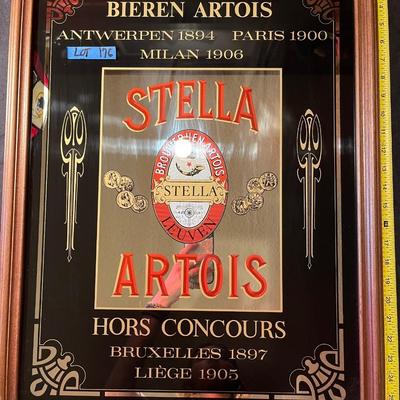 BIEREN ARTOIS
ANTWERPEN 1894 PARIS 1900
LOT 176
MILAN 1906
STELLA
BROUWERIJEN ARTOIS
STELLA
LEUVEN
ARTOIS
HORS CONCOURS
BRUXELLES 1897
LIÈGE 1905